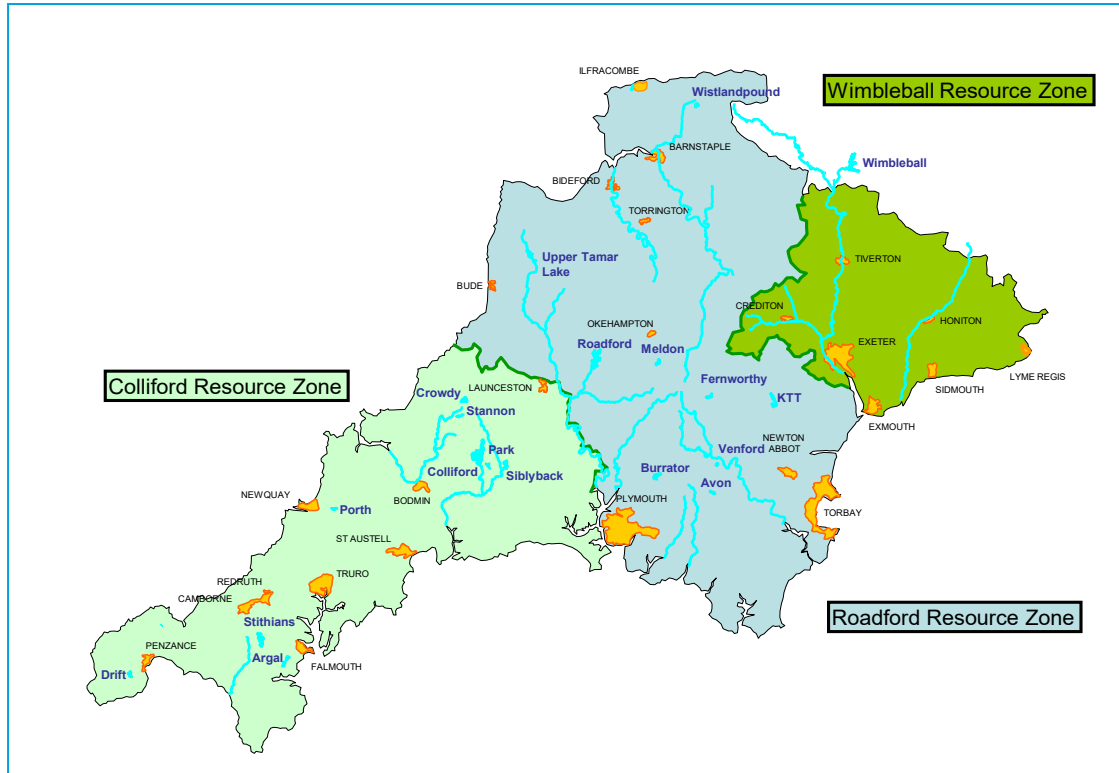 ILFRACOMBE
Wistlandpound
Wimbleball Resource Zone
BARNSTAPLE
Wimbleball
BIDEFORD
TORRINGTON
Upper Tamar
Lake
TIVERTON
BUDE
CREDITON
OKEHAMPTON
HONITON
Roadford
Meldon
EXETER
Colliford Resource Zone
LAUNCESTON
Fernworthy
LYME REGIS
Crowdy
KTT
SIDMOUTH
Stannon
EXMOUTH
Park
Venford
NEWTON
ABBOT
Colliford
Siblyback
Burrator
Avon
NEWQUAY
BODMIN
PLYMOUTH
Porth
TORBAY
ST AUSTELL
REDRUTH
TRURO
CAMBORNE
Stithians
Roadford Resource Zone
PENZANCE
Argal
FALMOUTH
Drift